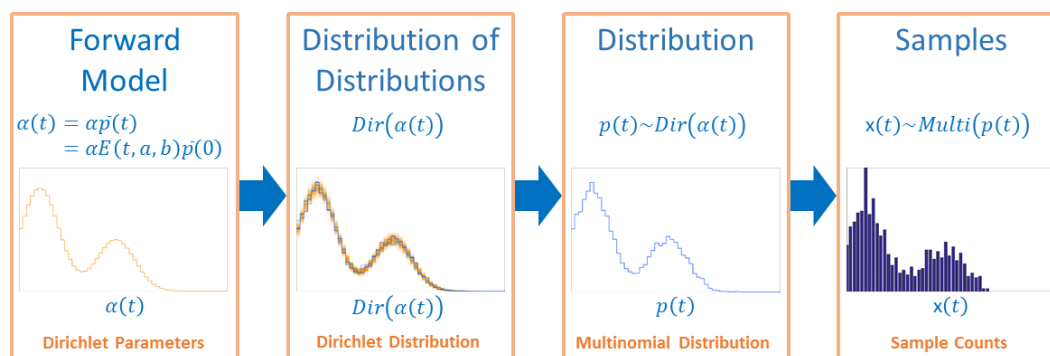 Forward
Model
α(t) = αp̄(t)
= αE(t, a, b)p̄(0)
α(t)
Dirichlet Parameters
Distribution of
Distributions
Dir(α(t))
Dir(α(t))
Dirichlet Distribution
Distribution
p(t)~Dir(α(t))
p(t)
Multinomial Distribution
Samples
x(t)~Multi(p(t))
x(t)
Sample Counts